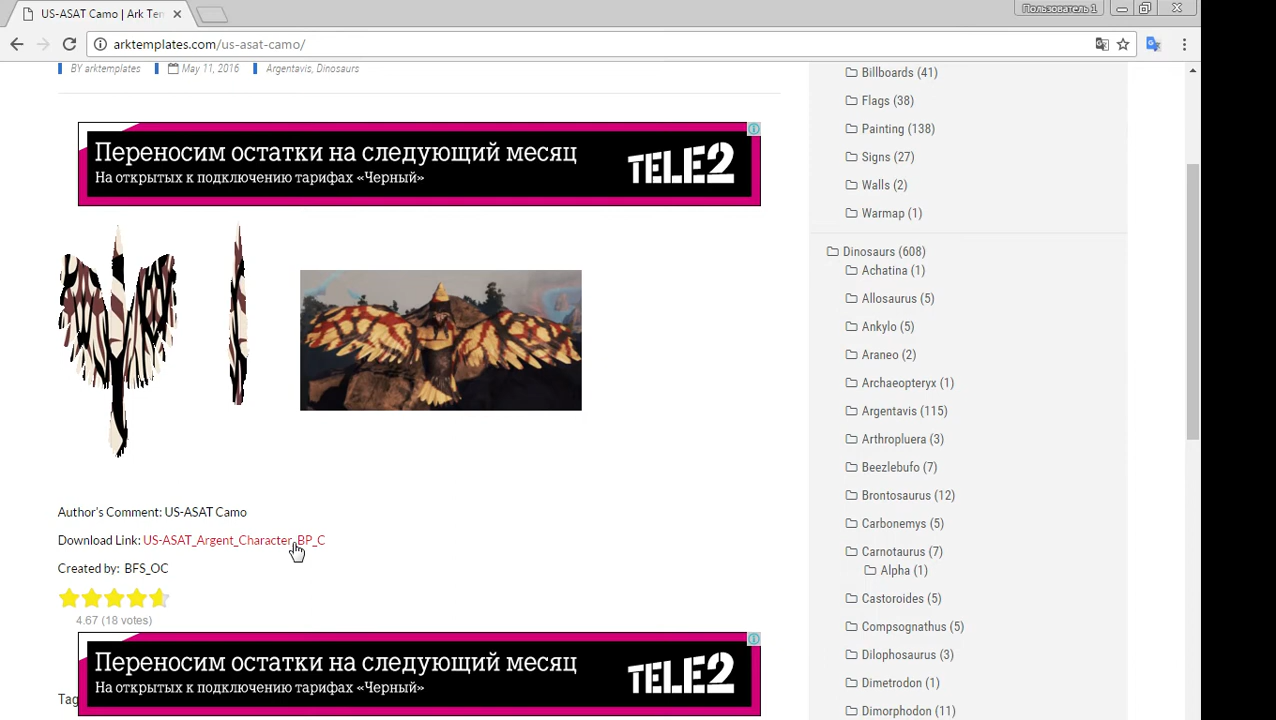 US-ASAT Camo | Ark Tem
Пользователь 1
arktemplates.com/us-asat-camo/
BY arktemplates
May 11, 2016
Argentavis, Dinosaurs
Переносим остатки на следующий месяц
На открытых к подключению тарифах «Черный»
TELE2
Author's Comment: US-ASAT Camo
Download Link: US-ASAT_Argent_Character_BP_C
Created by: BFS_OC
4.67 (18 votes)
Переносим остатки на следующий месяц
На открытых к подключению тарифах «Черный»
TELE2
Tag
Billboards (41)
Flags (38)
Painting (138)
Signs (27)
Walls (2)
Warmap (1)
Dinosaurs (608)
Achatina (1)
Allosaurus (5)
Ankylo (5)
Araneo (2)
Archaeopteryx (1)
Argentavis (115)
Arthropluera (3)
Beezlebufo (7)
Brontosaurus (12)
Carbonemys (5)
Carnotaurus (7)
Alpha (1)
Castoroides (5)
Compsognathus (5)
Dilophosaurus (3)
Dimetrodon (1)
Dimorphodon (11)